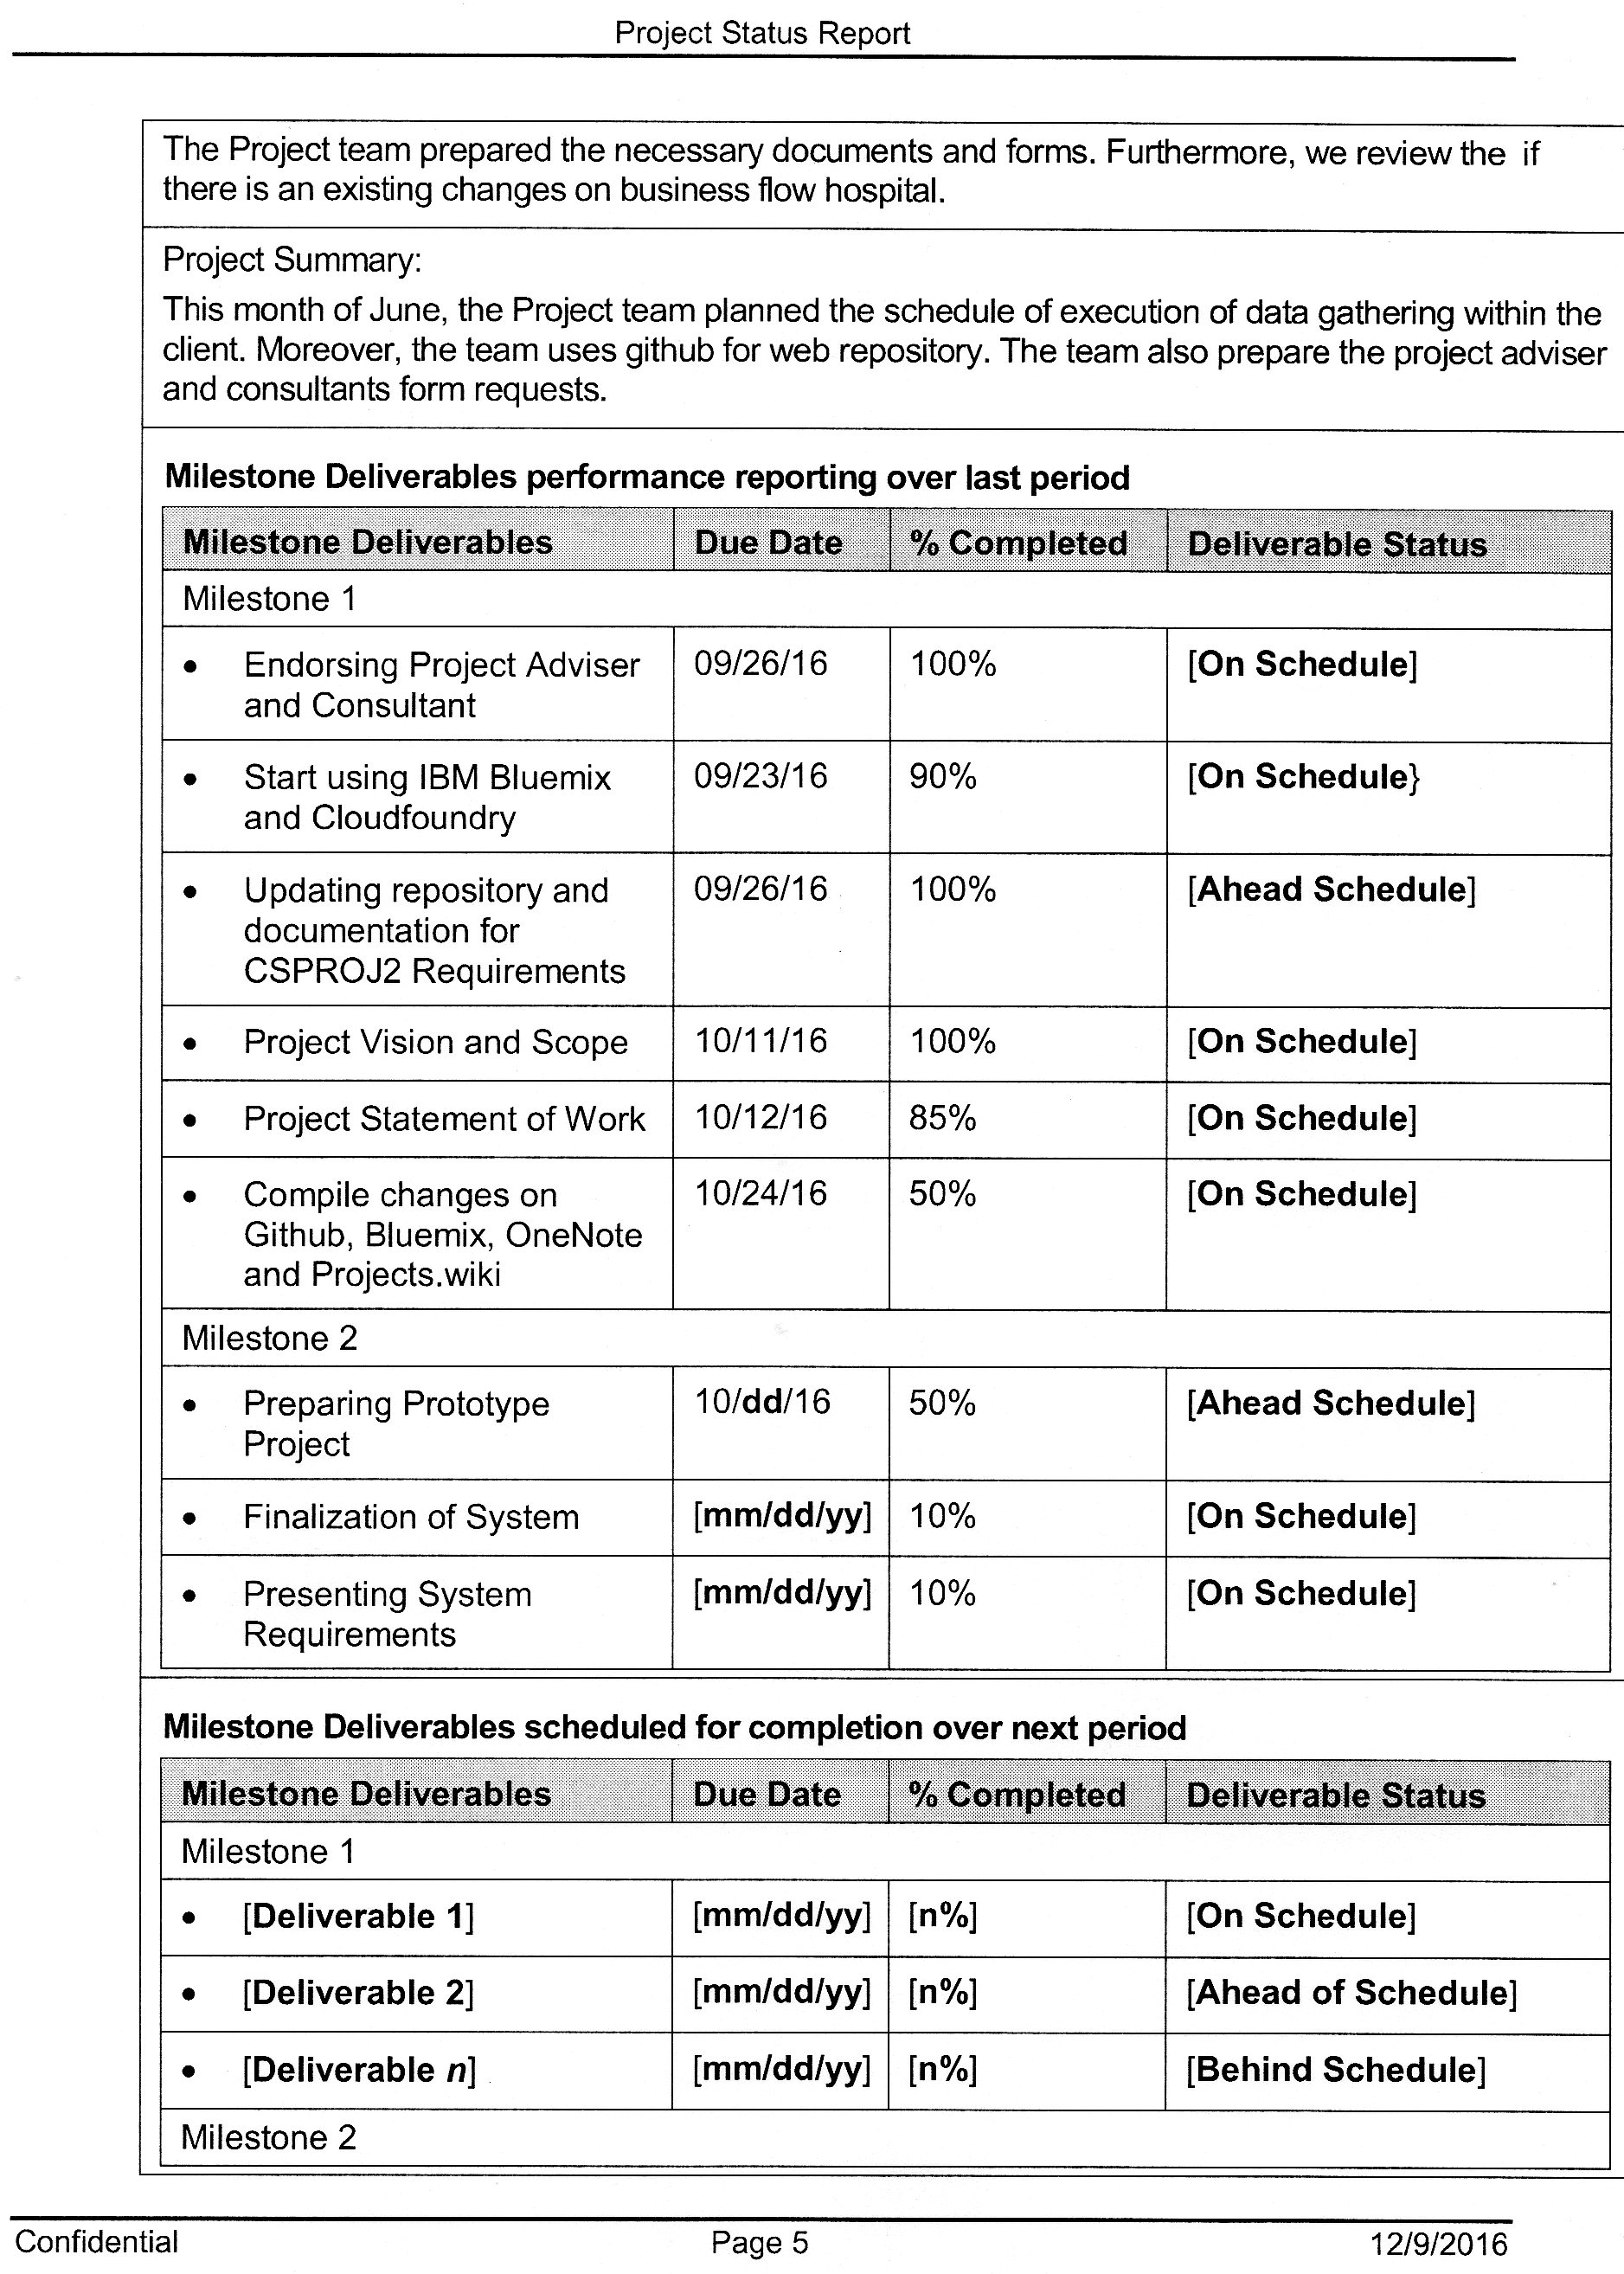 Project Status Report
The Project team prepared the necessary documents and forms. Furthermore, we review the if
there is an existing changes on business flow hospital.
Project Summary:
This month of June, the Project team planned the schedule of execution of data gathering within the
client. Moreover, the team uses github for web repository. The team also prepare the project adviser
and consultants form requests.
Milestone Deliverables performance reporting over last period
Milestone Deliverables Due Date % Completed Deliverable Status
Milestone 1
• Endorsing Project Adviser 09/26/16 100% [On Schedule]
and Consultant
• Start using IBM Bluemix 09/23/16 90% [On Schedule}
and Cloudfoundry
• Updating repository and 09/26/16 100% [Ahead Schedule]
documentation for
CSPROJ2 Requirements
• Project Vision and Scope 10/11/16 100% [On Schedule]
• Project Statement of Work 10/12/16 85% [On Schedule]
• Compile changes on 10/24/16 50% [On Schedule]
Github, Bluemix, OneNote
and Projects.wiki
Milestone 2
• Preparing Prototype 10/dd/16 50% [Ahead Schedule]
Project
• Finalization of System [mm/dd/yy] 10% [On Schedule]
• Presenting System [mm/dd/yy] 10% [On Schedule]
Requirements
Milestone Deliverables scheduled for completion over next period
Milestone Deliverables Due Date % Completed Deliverable Status
Milestone 1
• [Deliverable 1] [mm/dd/yy] [n%] [On Schedule]
• [Deliverable 2] [mm/dd/yy] [n%] [Ahead of Schedule]
• [Deliverable n] [mm/dd/yy] [n%] [Behind Schedule]
Milestone 2
Confidential Page 5 12/9/2016